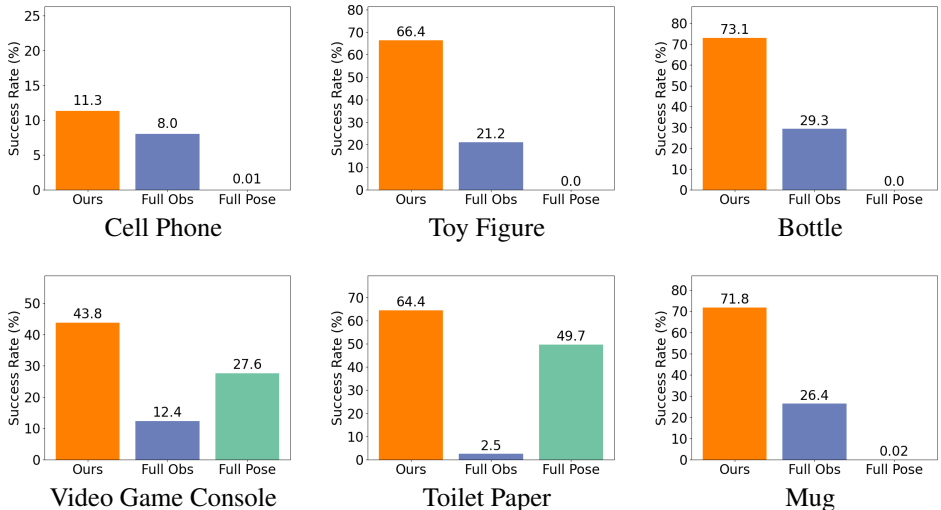 Success Rate (%)
25
20
15
10
5
0
11.3
8.0
0.01
Ours
Full Obs
Full Pose
Cell Phone
Success Rate (%)
80
70
60
50
40
30
20
10
0
66.4
21.2
0.0
Ours
Full Obs
Full Pose
Toy Figure
Success Rate (%)
80
70
60
50
40
30
20
10
0
73.1
29.3
0.0
Ours
Full Obs
Full Pose
Bottle
Success Rate (%)
50
40
30
20
10
0
43.8
12.4
27.6
Ours
Full Obs
Full Pose
Video Game Console
Success Rate (%)
70
60
50
40
30
20
10
0
64.4
2.5
49.7
Ours
Full Obs
Full Pose
Toilet Paper
Success Rate (%)
80
70
60
50
40
30
20
10
0
71.8
26.4
0.02
Ours
Full Obs
Full Pose
Mug